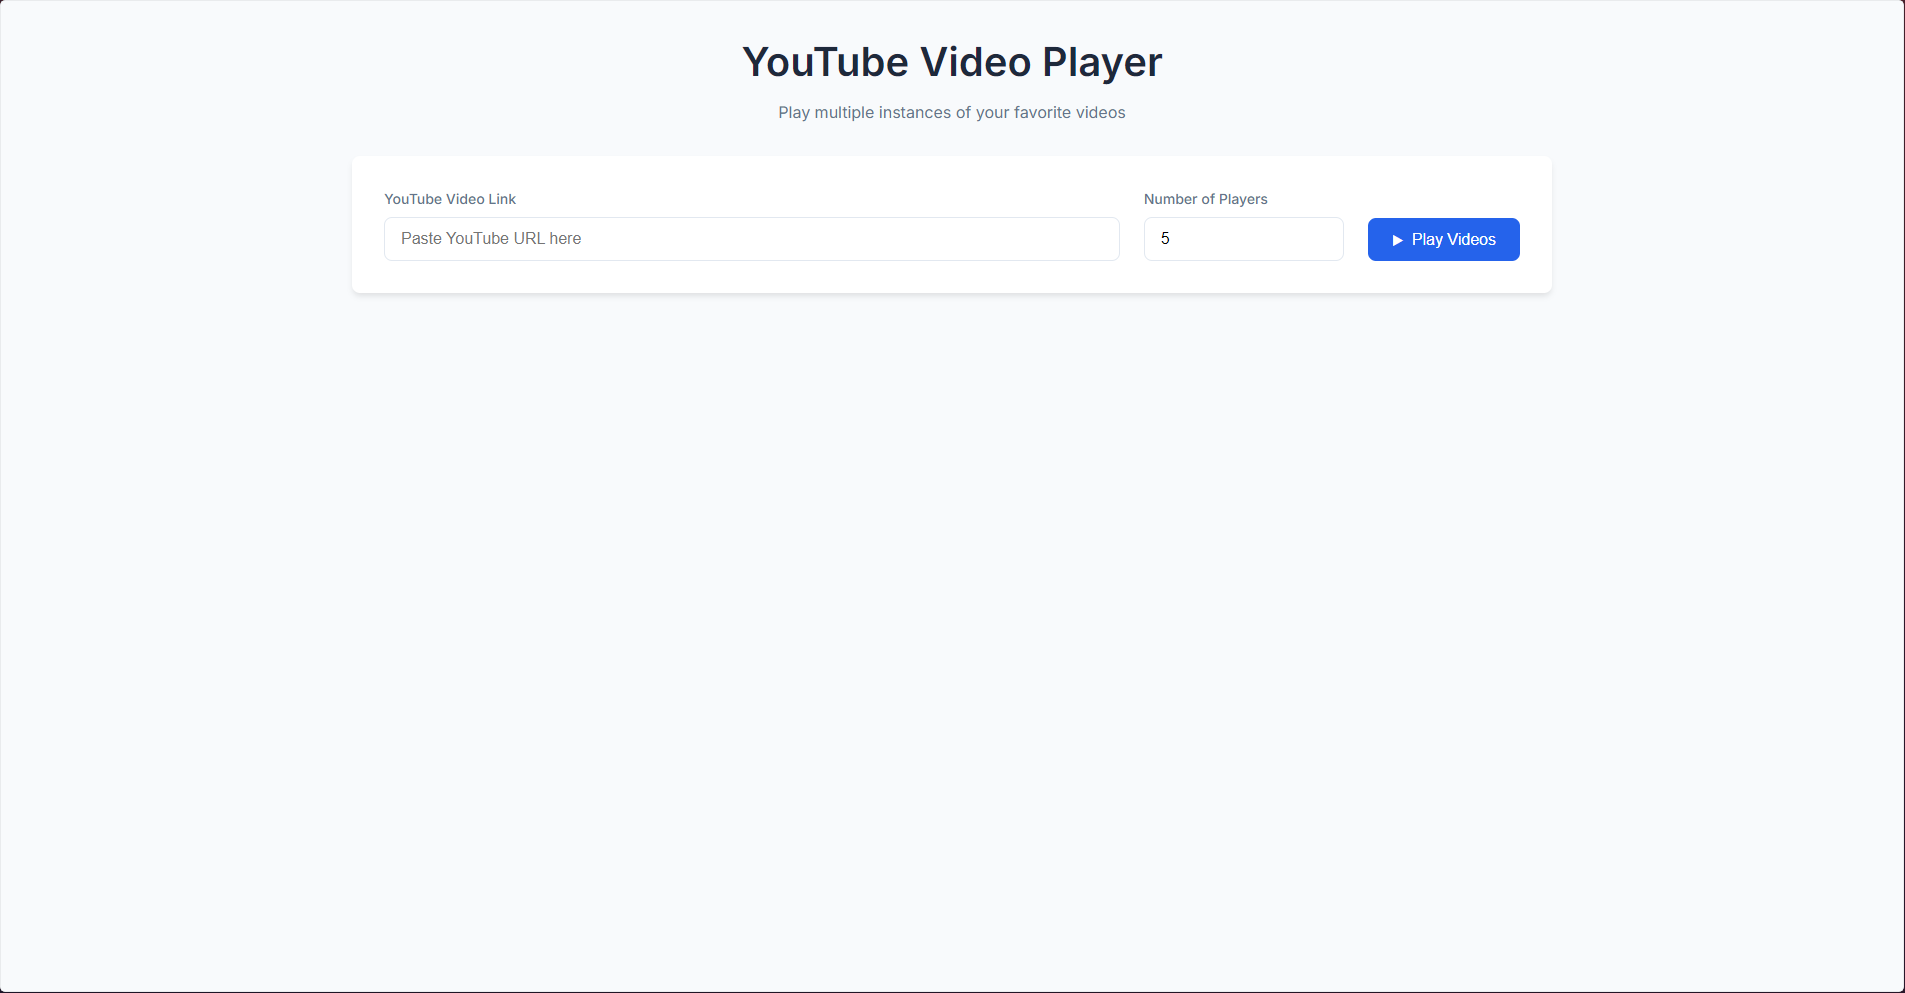 YouTube Video Player
Play multiple instances of your favorite videos
YouTube Video Link
Paste YouTube URL here
Number of Players
5
Play Videos